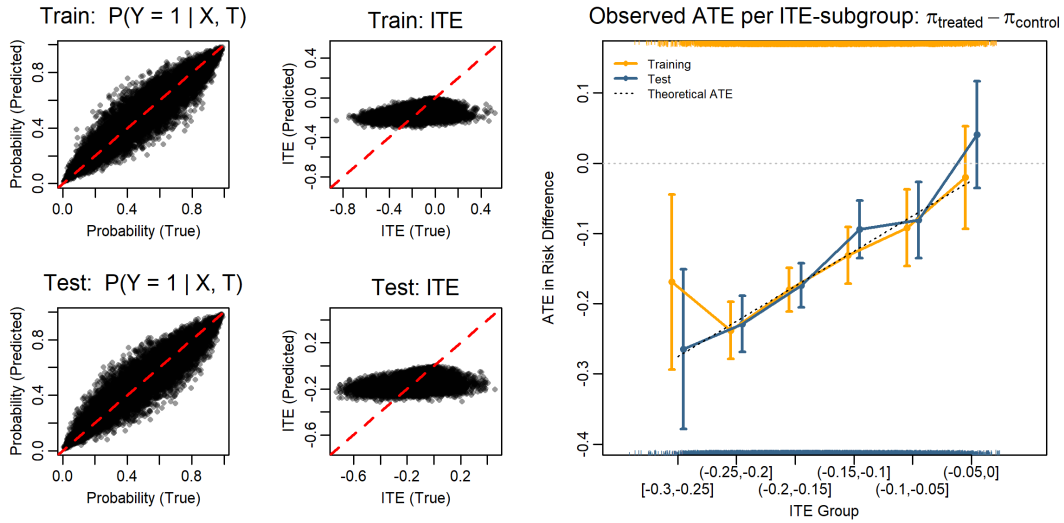 Train: P(Y = 1 | X, T)
Probability (Predicted)
0.0 0.4 0.8
0.0 0.4 0.8
Probability (True)
Train: ITE
ITE (Predicted)
0.4
0.0
-0.4
-0.8
-0.8 -0.4 0.0 0.4
ITE (True)
Test: P(Y = 1 | X, T)
Probability (Predicted)
0.0 0.4 0.8
0.0 0.4 0.8
Probability (True)
Test: ITE
ITE (Predicted)
0.2
-0.2
-0.6
-0.6 -0.2 0.2
ITE (True)
Observed ATE per ITE-subgroup: πtreated − πcontrol
Training
Test
Theoretical ATE
ATE in Risk Difference
0.0
-0.1
-0.2
-0.3
-0.4
(-0.25,-0.2] (-0.15,-0.1] (-0.05,0]
[-0.3,-0.25] (-0.2,-0.15] (-0.1,-0.05]
ITE Group